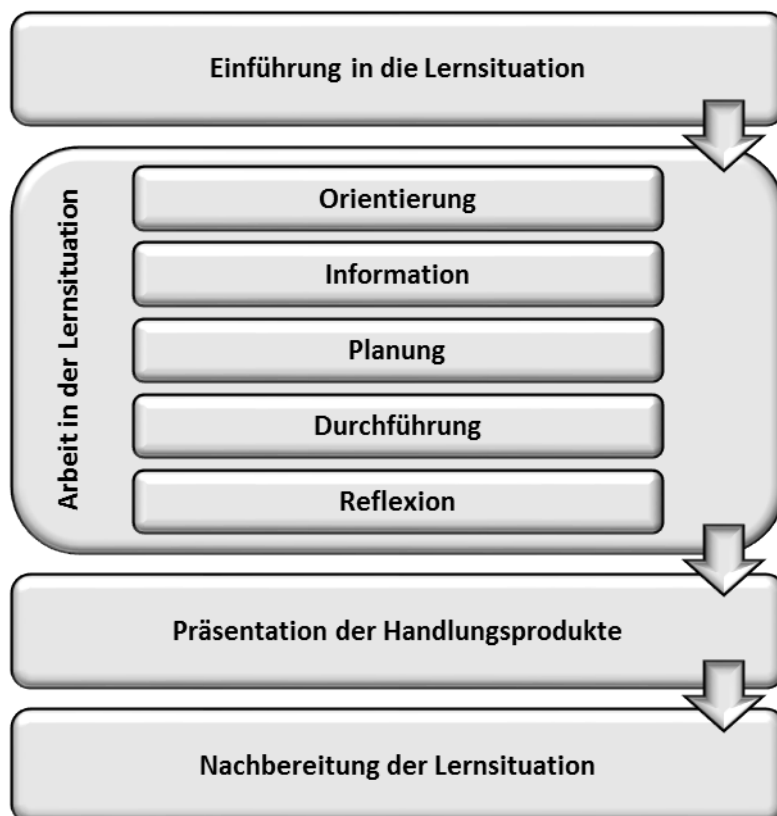 Einführung in die Lernsituation
Arbeit in der Lernsituation
Orientierung
Information
Planung
Durchführung
Reflexion
Präsentation der Handlungsprodukte
Nachbereitung der Lernsituation